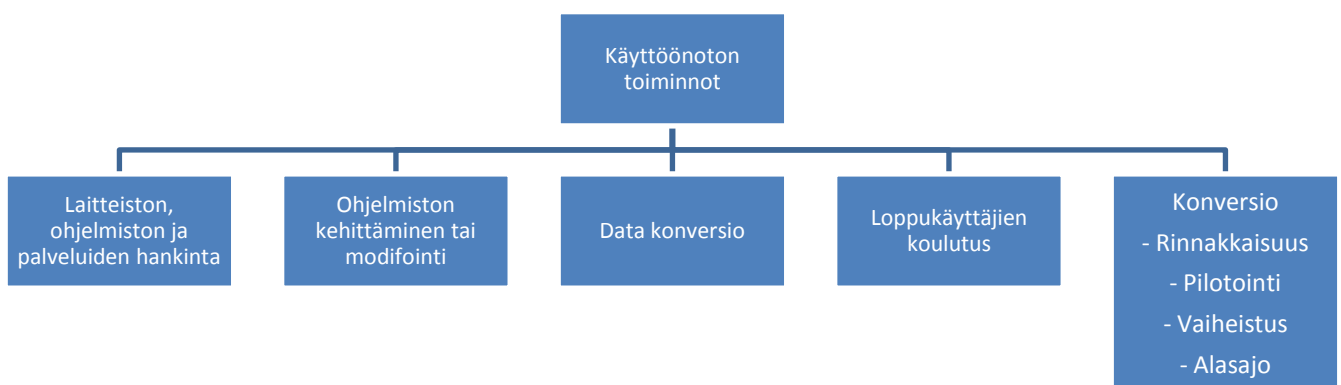 Käyttöönoton
toiminnot
Laitteiston,
ohjelmiston ja
palveluiden hankinta
Ohjelmiston
kehittäminen tai
modifointi
Data konversio
Loppukäyttäjien
koulutus
Konversio
- Rinnakkaisuus
- Pilotointi
- Vaiheistus
- Alasajo